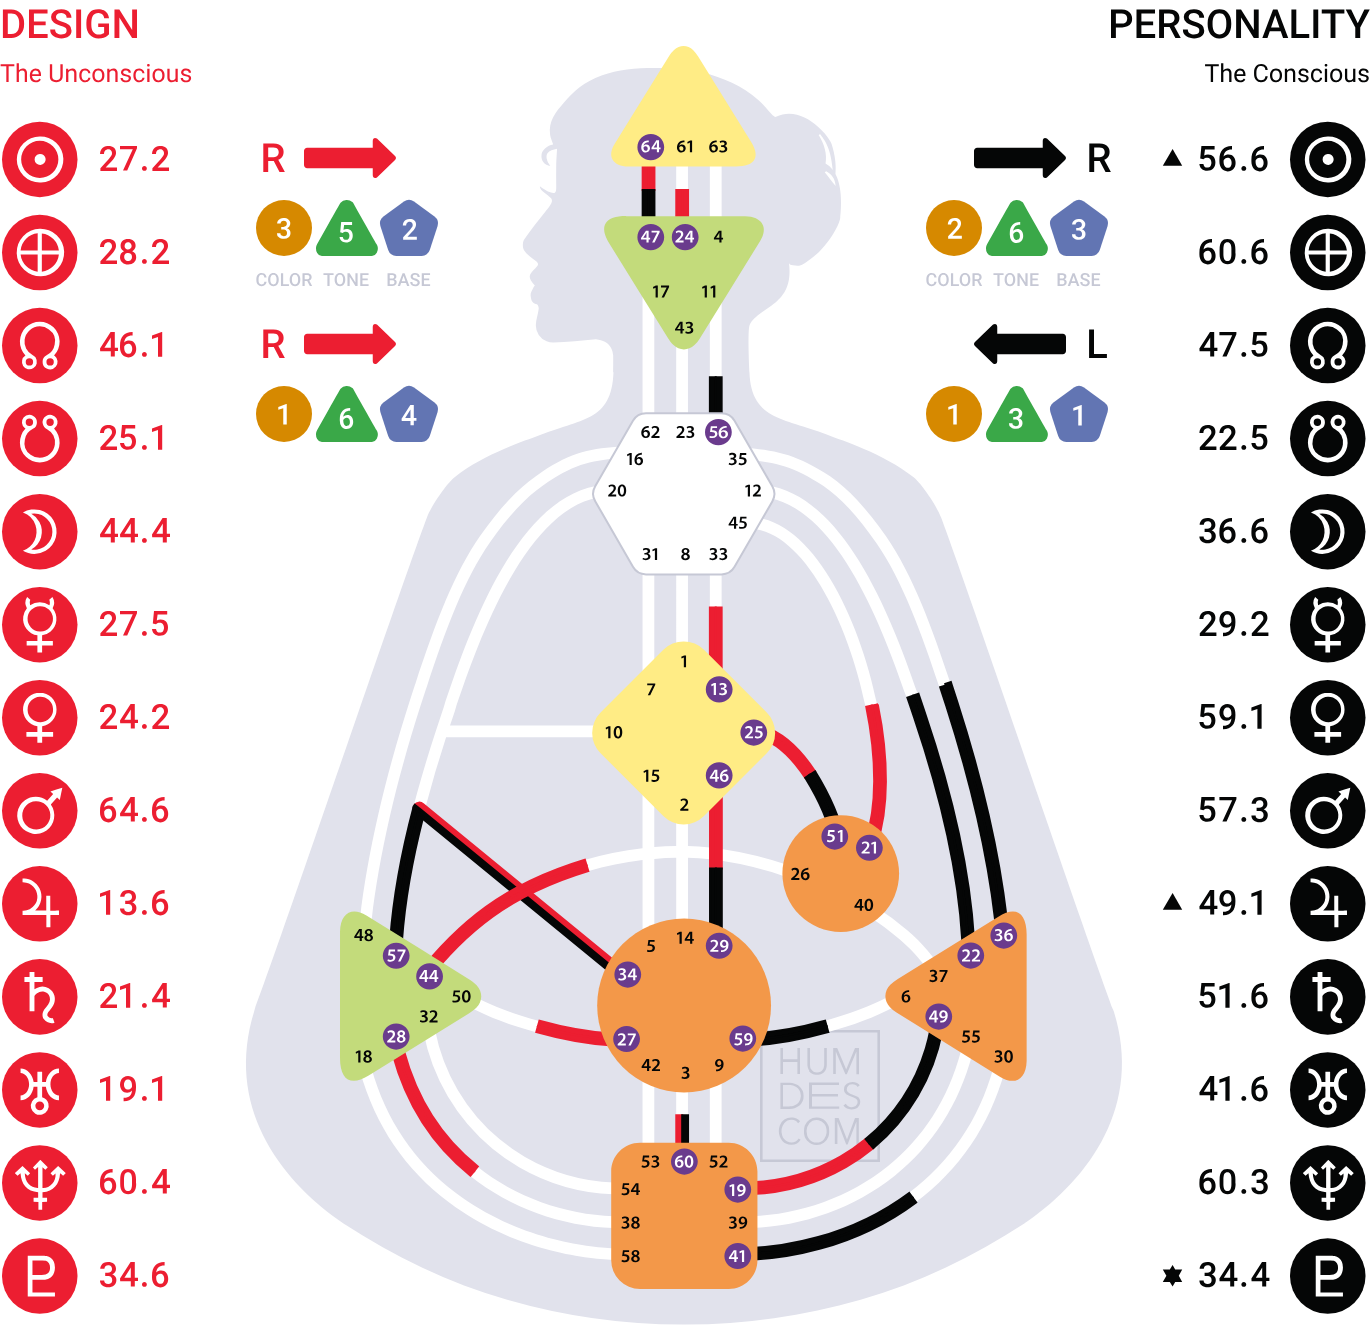 DESIGN
The Unconscious
27.2
28.2
46.1
25.1
44.4
27.5
24.2
64.6
13.6
21.4
19.1
60.4
34.6
R
3 5 2
COLOR TONE BASE
R
1 6 4
64 61 63
47 24 4
17 11
43
62 23 56
16 35
20 12
45
31 8 33
1
7 13
10 25
15 46
2
51 21
26
40
48
57
44
50
32
28
18
5 14 29
34
27 59
42 3 9
36
22
37
6
49
55
30
53 60 52
54 19
38 39
58 41
HUM
DES
COM
R
2 6 3
COLOR TONE BASE
L
1 3 1
PERSONALITY
The Conscious
56.6
60.6
47.5
22.5
36.6
29.2
59.1
57.3
49.1
51.6
41.6
60.3
34.4